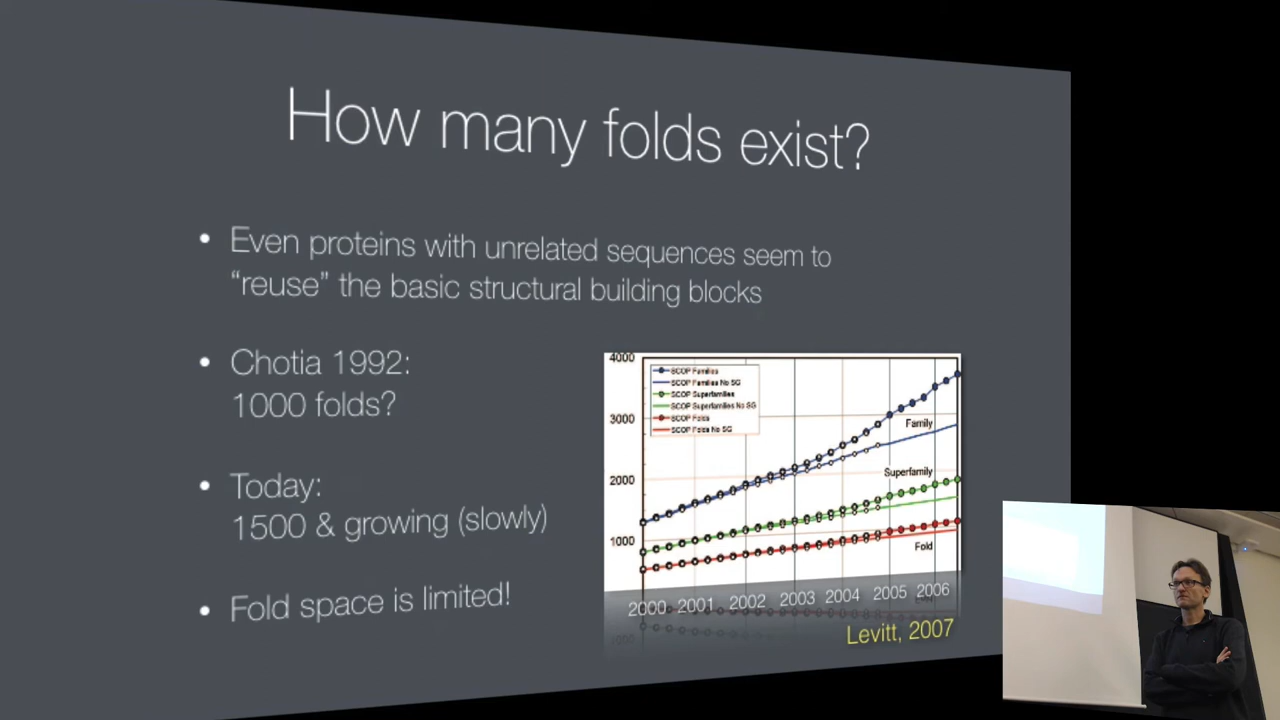 How many folds exist?
• Even proteins with unrelated sequences seem to
“reuse” the basic structural building blocks
• Chotia 1992:
1000 folds?
• Today:
1500 & growing (slowly)
• Fold space is limited!
4000
3000
2000
1000
SCOP Families
SCOP Families No SG
SCOP Superfamilies
SCOP Superfamilies No SG
SCOP Folds
SCOP Folds No SG
Family
Superfamily
Fold
2000 2001 2002 2003 2004 2005 2006
Levitt, 2007